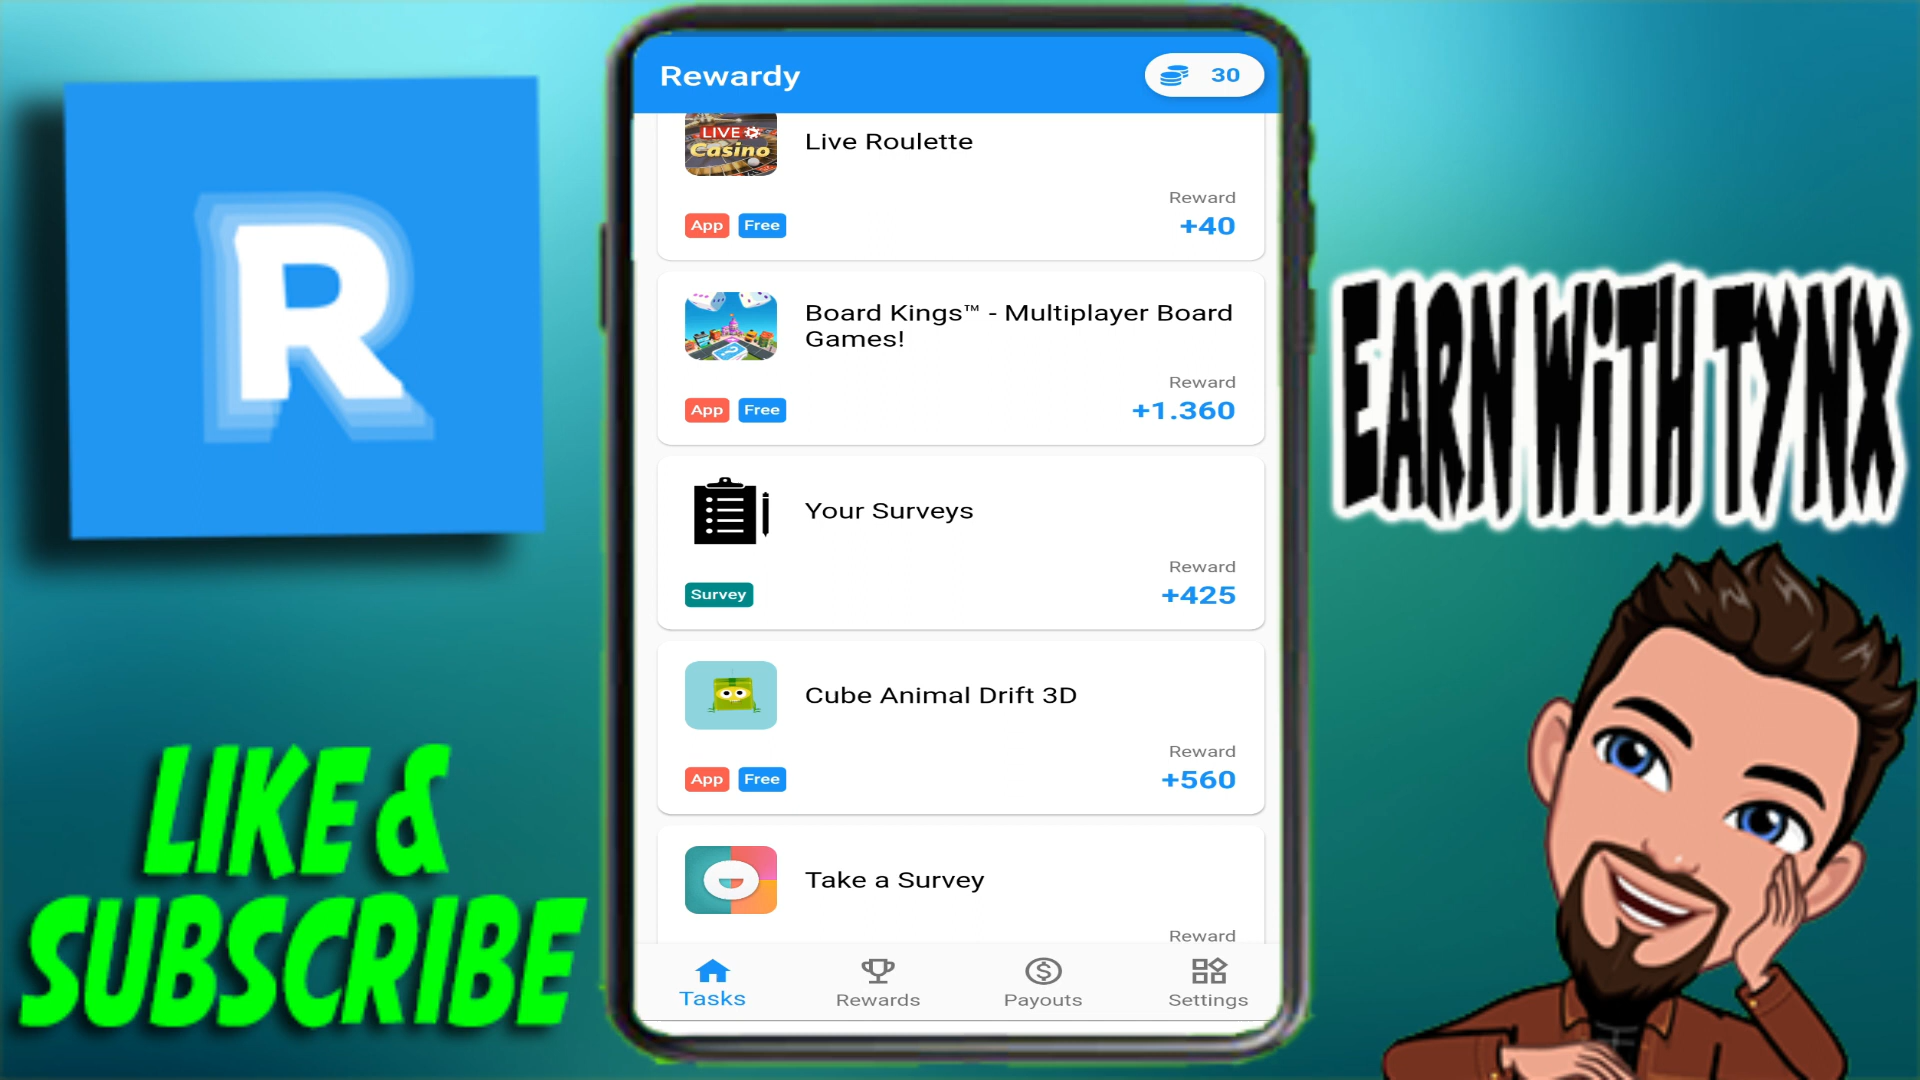 R
LIKE &
SUBSCRIBE
Rewardy
30
LIVE
Casino
Live Roulette
Reward
App Free
+40
Board Kings™ - Multiplayer Board
Games!
Reward
App Free
+1.360
Your Surveys
Reward
Survey
+425
Cube Animal Drift 3D
Reward
App Free
+560
Take a Survey
Reward
Tasks
Rewards
Payouts
Settings
EARN WiTH TYNX